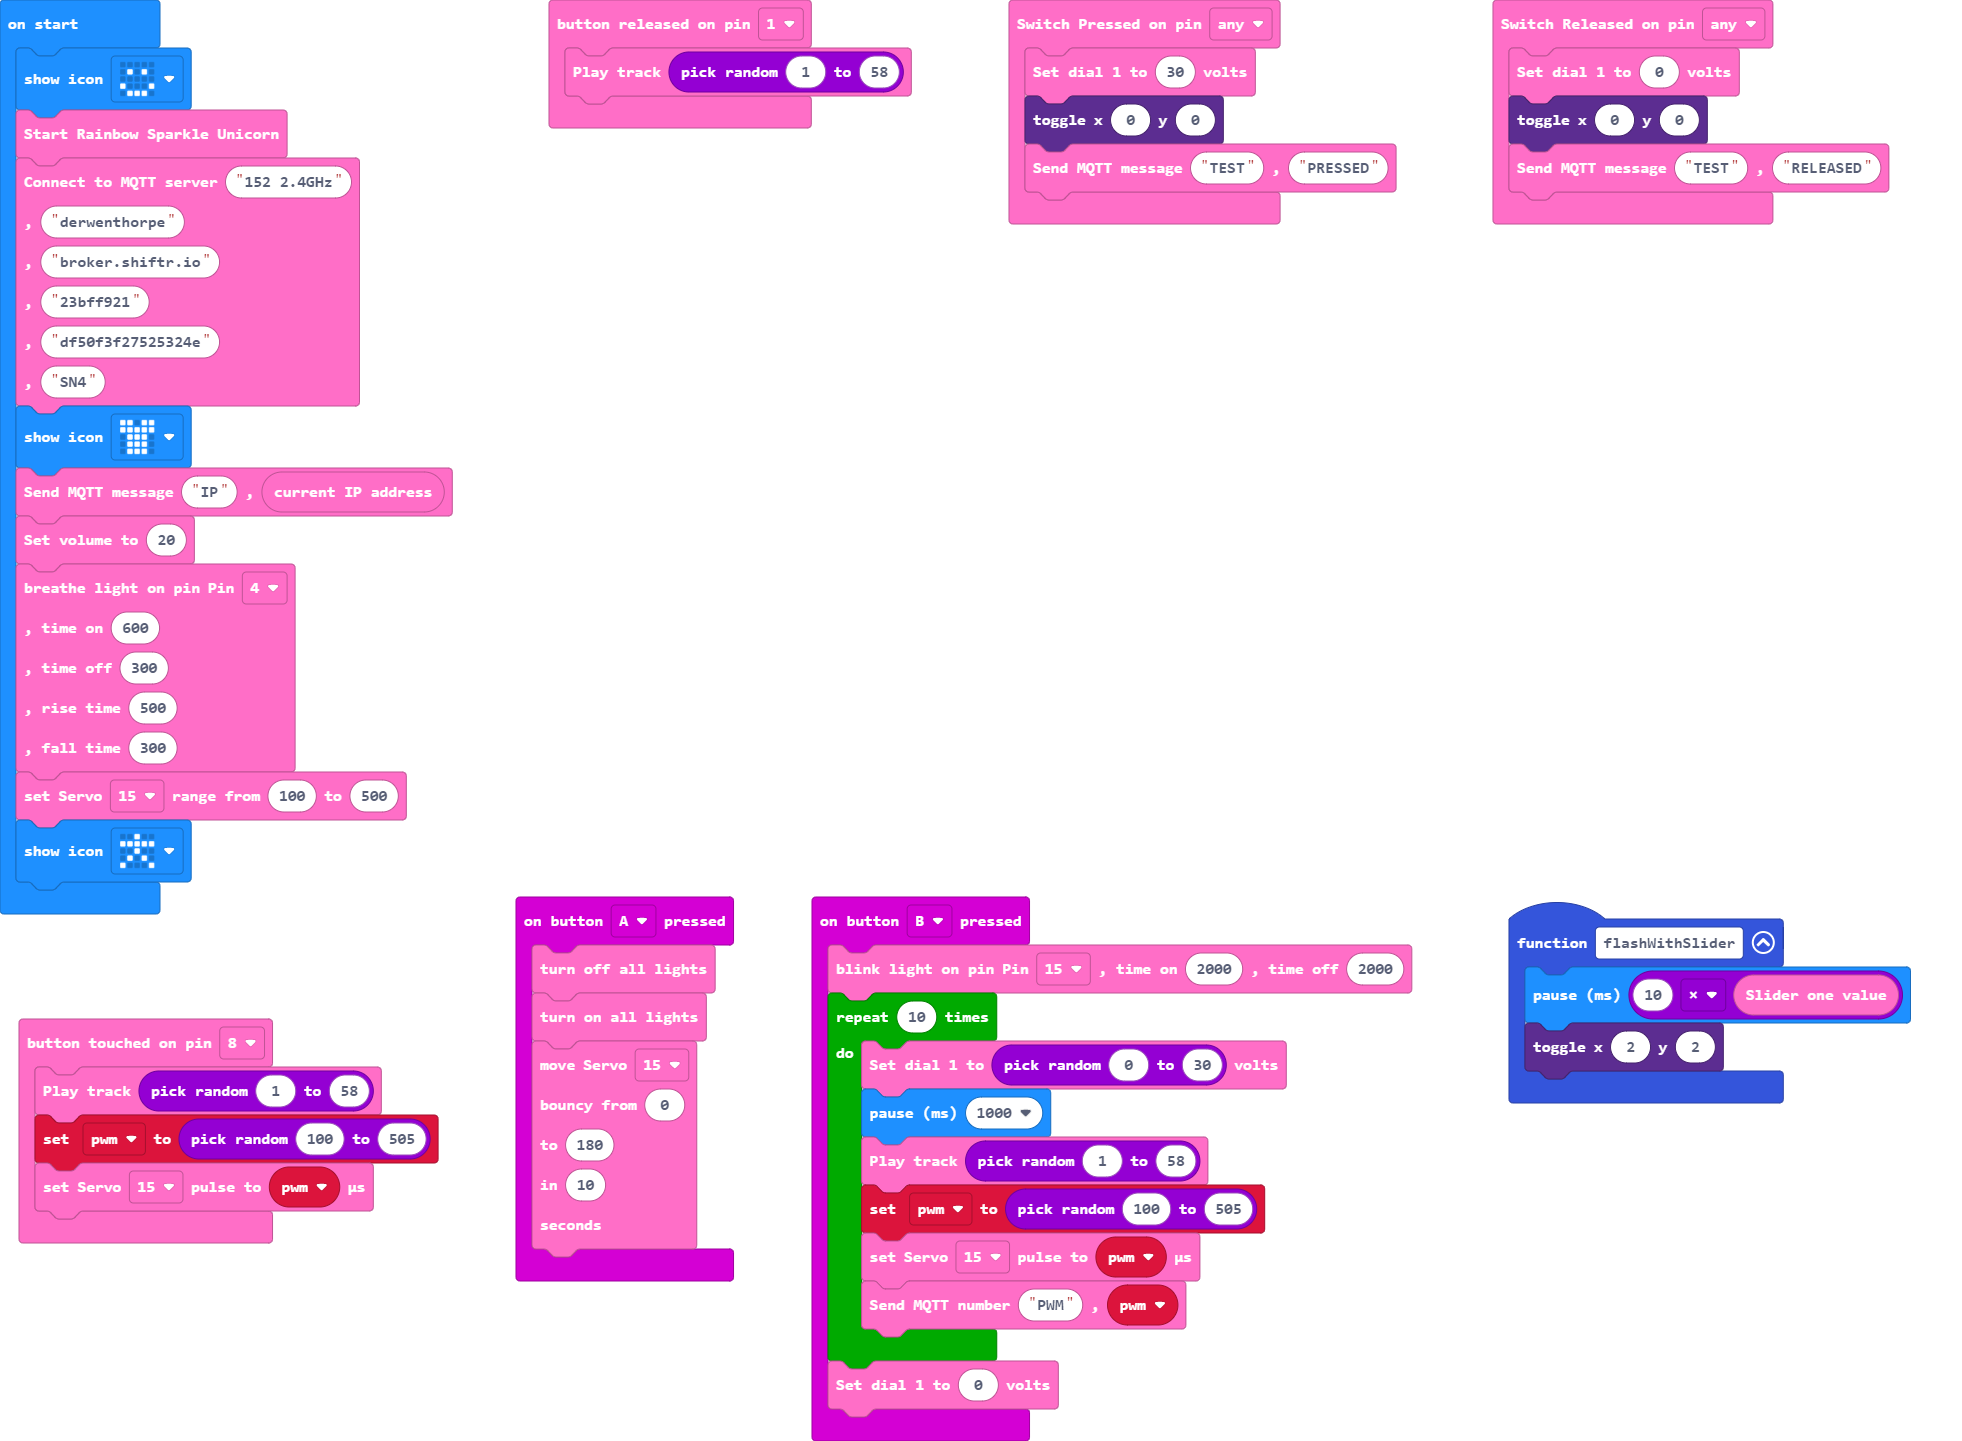 on start
show icon
Start Rainbow Sparkle Unicorn
Connect to MQTT server "152 2.4GHz"
, "derwenthorpe"
, "broker.shiftr.io"
, "23bff921"
, "df50f3f27525324e"
, "SN4"
show icon
Send MQTT message "IP" , current IP address
Set volume to 20
breathe light on pin Pin 4
, time on 600
, time off 300
, rise time 500
, fall time 300
set Servo 15 range from 100 to 500
show icon
button released on pin 1
Play track pick random 1 to 58
Switch Pressed on pin any
Set dial 1 to 30 volts
toggle x 0 y 0
Send MQTT message "TEST" , "PRESSED"
Switch Released on pin any
Set dial 1 to 0 volts
toggle x 0 y 0
Send MQTT message "TEST" , "RELEASED"
button touched on pin 8
Play track pick random 1 to 58
set pwm to pick random 100 to 505
set Servo 15 pulse to pwm µs
on button A pressed
turn off all lights
turn on all lights
move Servo 15
bouncy from 0
to 180
in 10
seconds
on button B pressed
blink light on pin Pin 15 , time on 2000 , time off 2000
repeat 10 times
do
Set dial 1 to pick random 0 to 30 volts
pause (ms) 1000
Play track pick random 1 to 58
set pwm to pick random 100 to 505
set Servo 15 pulse to pwm µs
Send MQTT number "PWM" , pwm
Set dial 1 to 0 volts
function flashWithSlider
pause (ms) 10 × Slider one value
toggle x 2 y 2